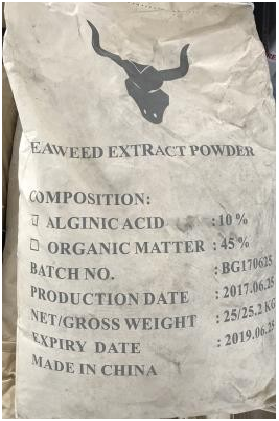 EAWEED EXTRACT POWDER
COMPOSITION:
☐ ALGINIC ACID : 10 %
☐ ORGANIC MATTER : 45 %
BATCH NO. : BG170625
PRODUCTION DATE : 2017.06.25
NET/GROSS WEIGHT : 25/25.2 KG
EXPIRY DATE : 2019.06.25
MADE IN CHINA